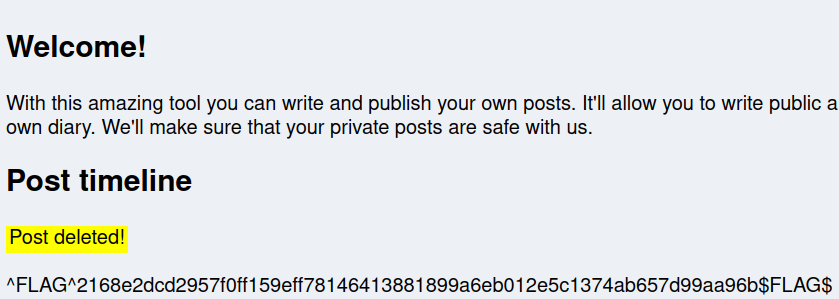 Welcome!
With this amazing tool you can write and publish your own posts. It'll allow you to write public a
own diary. We'll make sure that your private posts are safe with us.
Post timeline
Post deleted!
^FLAG^2168e2dcd2957f0ff159eff78146413881899a6eb012e5c1374ab657d99aa96b$FLAG$